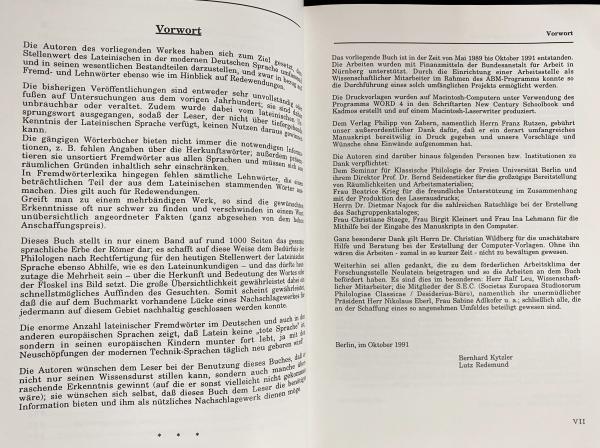 Vorwort
Die Autoren des vorliegenden Werkes haben sich zum Ziel gesetzt, den
Stellenwert des Lateinischen in der modernen Deutschen Sprache
und in seinen wesentlichen Bestandteilen darzustellen, und zwar in bezug auf
Fremd- und Lehnwörter ebenso wie im Hinblick auf Redewendungen.
Die bisherigen Veröffentlichungen sind entweder sehr unvollständig oder
fußen auf Untersuchungen aus dem vorigen Jahrhundert; sie sind daher
unbrauchbar oder veraltet. Zudem wurde dabei vom lateinischen
sprungswort ausgegangen, sodaß der Leser, der nicht über tiefergehende
Kenntnis der Lateinischen Sprache verfügt, keinen Nutzen daraus gewinnen
kann.
Die gängigen Wörterbücher bieten nicht immer die notwendigen Informa-
tionen, z. B. fehlen Angaben über die Herkunftswörter; außerdem präsen-
tieren sie unsortiert Fremdwörter aus allen Sprachen und müssen sich aus
räumlichen Gründen inhaltlich sehr einschränken.
In Fremdwörterlexika hingegen fehlen sämtliche Lehnwörter, die einen
beträchtlichen Teil der aus dem Lateinischen stammenden Wörter aus-
machen. Dies gilt auch für Redewendungen.
Greift man zu einem mehrbändigen Werk, so sind die gewünschten
Erkenntnisse oft nur schwer zu finden und verschwinden in einem Wust
unübersichtlich angeordneter Fakten (ganz abgesehen von dem hohen
Anschaffungspreis).
Dieses Buch stellt in nur einem Band auf rund 1000 Seiten das gesamte
sprachliche Erbe der Römer dar; es schafft auf diese Weise dem Bedürfnis der
Philologen nach Rechtfertigung für den heutigen Stellenwert der Lateinischen
Sprache ebenso Abhilfe, wie es den Lateinunkundigen – und das dürfte heut-
zutage die Mehrheit sein – über die Herkunft und Bedeutung des Wortes oder
der Floskel ins Bild setzt. Die große Übersichtlichkeit gewährleistet dabei ein
schnellstmögliches Auffinden des Gesuchten. Somit scheint gewährleistet,
daß die auf dem Buchmarkt vorhandene Lücke eines Nachschlagewerkes für
jedermann auf diesem Gebiet nachhaltig geschlossen werden konnte.
Die enorme Anzahl lateinischer Fremdwörter im Deutschen und auch in den
anderen europäischen Sprachen zeigt, daß Latein keine „tote Sprache" ist,
sondern in seinen europäischen Kindern munter fort lebt, ja mit den
Neuschöpfungen der modernen Technik-Sprachen täglich neu geboren wird.
Die Autoren wünschen dem Leser bei der Benutzung dieses Buches, daß er
nicht nur seinen Wissensdurst stillen kann, sondern auch manche über-
raschende Erkenntnis gewinnt (auf die er sonst vielleicht nicht gekommen
wäre); sie wünschen sich selbst, daß dieses Buch dem Leser die benötigte
Information bieten und ihm als nützliches Nachschlagewerk dienen möge.
* * *
Vorwort
Das vorliegende Buch ist in der Zeit von Mai 1989 bis Oktober 1991 entstanden.
Die Arbeiten wurden mit Finanzmitteln der Bundesanstalt für Arbeit in
Nürnberg unterstützt. Durch die Einrichtung einer Arbeitsstelle als
Wissenschaftlicher Mitarbeiter im Rahmen des ABM-Programms konnte so
die Durchführung eines solch umfänglichen Projekts ermöglicht werden.
Die Druckvorlagen wurden auf Macintosh-Computern unter Verwendung des
Programms WORD 4 in den Schriftarten New Century Schoolbook und
Kadmos erstellt und auf einem Macintosh-Laserwriter produziert.
Dem Verlag Philipp von Zabern, namentlich Herrn Franz Rutzen, gebührt
unser außerordentlicher Dank dafür, daß er ein derart umfangreiches
Manuskript bereitwillig in Druck gegeben und unsere Vorschläge und
Wünsche ohne Einwände aufgenommen hat.
Die Autoren sind darüber hinaus folgenden Personen bzw. Institutionen zu
Dank verpflichtet:
Dem Seminar für Klassische Philologie der Freien Universität Berlin und
ihrem Direktor Prof. Dr. Bernd Seidensticker für die großzügige Bereitstellung
von Räumlichkeiten und Arbeitsmaterialien;
Frau Beatrice Kring für die freundliche Unterstützung im Zusammenhang
mit der Produktion des Laserausdrucks;
Herrn Dr. Dietmar Najock für die zahlreichen Ratschläge bei der Erstellung
des Sachgruppenkataloges;
Frau Christiane Staege, Frau Birgit Kleinert und Frau Ina Lehmann für die
Mithilfe bei der Eingabe des Manuskripts in den Computer.
Ganz besonderer Dank gilt Herrn Dr. Christian Wildberg für die unschätzbare
Hilfe und Beratung bei der Erstellung der Computer-Vorlagen. Ohne ihn
wären die Arbeiten - zumal in so kurzer Zeit - nicht zu bewältigen gewesen.
Weiterhin sei allen gedankt, die zu dem förderlichen Arbeitsklima der
Forschungsstelle Neulatein beigetragen und so die Arbeiten an dem Buch
befördert haben. Es sind dies im besonderen: Herr Ralf Leu, Wissenschaft-
licher Mitarbeiter; die Mitglieder der S.E.C. (Societas Europaea Studiosorum
Philologiae Classicae / Desiderius-Büro), namentlich ihr unermüdlicher
Präsident Herr Nikolaus Eberl, Frau Sabine Adlkofer u. a.; schließlich alle, die
an der Schaffung eines so angenehmen Umfeldes beteiligt gewesen sind.
Berlin, im Oktober 1991
Bernhard Kytzler
Lutz Redemund
VII